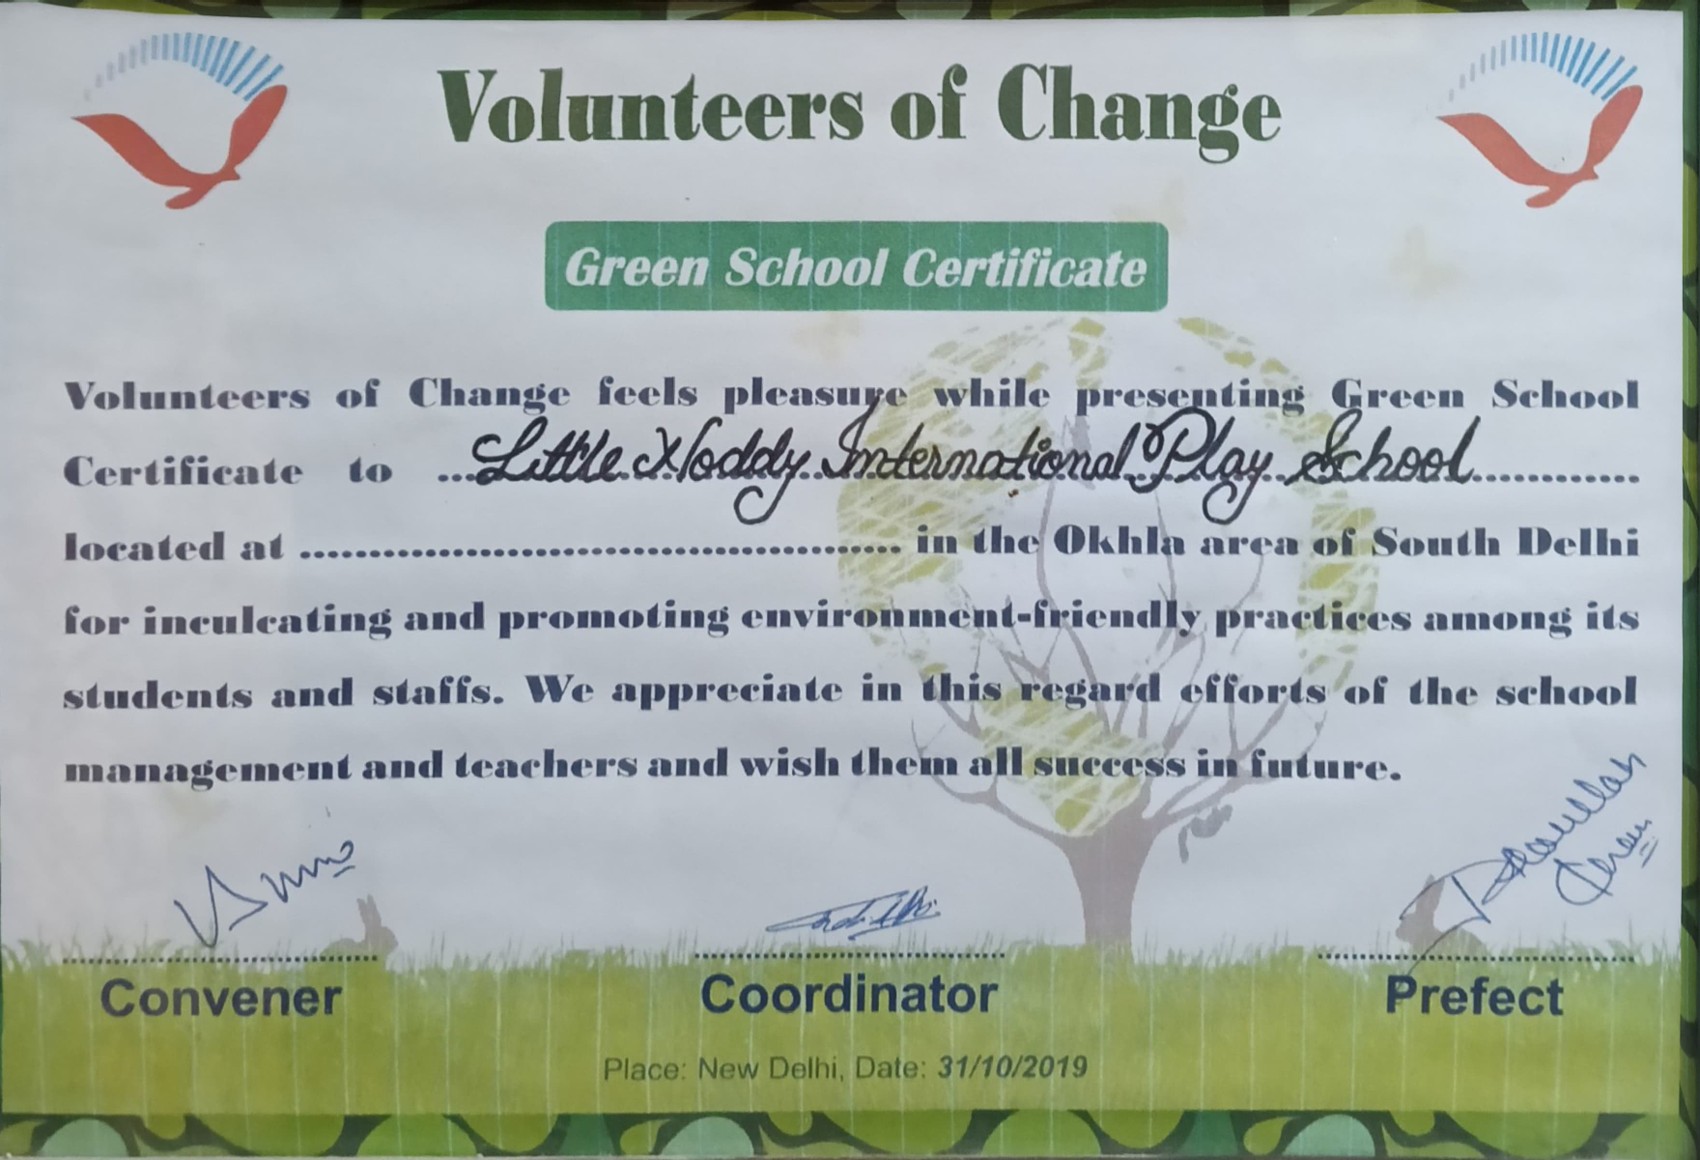 Volunteers of Change
Green School Certificate
Volunteers of Change feels pleasure while presenting Green School
Certificate to ...Little Noddy International Play School............
located at ............................................ in the Okhla area of South Delhi
for inculcating and promoting environment-friendly practices among its
students and staffs. We appreciate in this regard efforts of the school
management and teachers and wish them all success in future.
Convener Coordinator Prefect
Place: New Delhi, Date: 31/10/2019